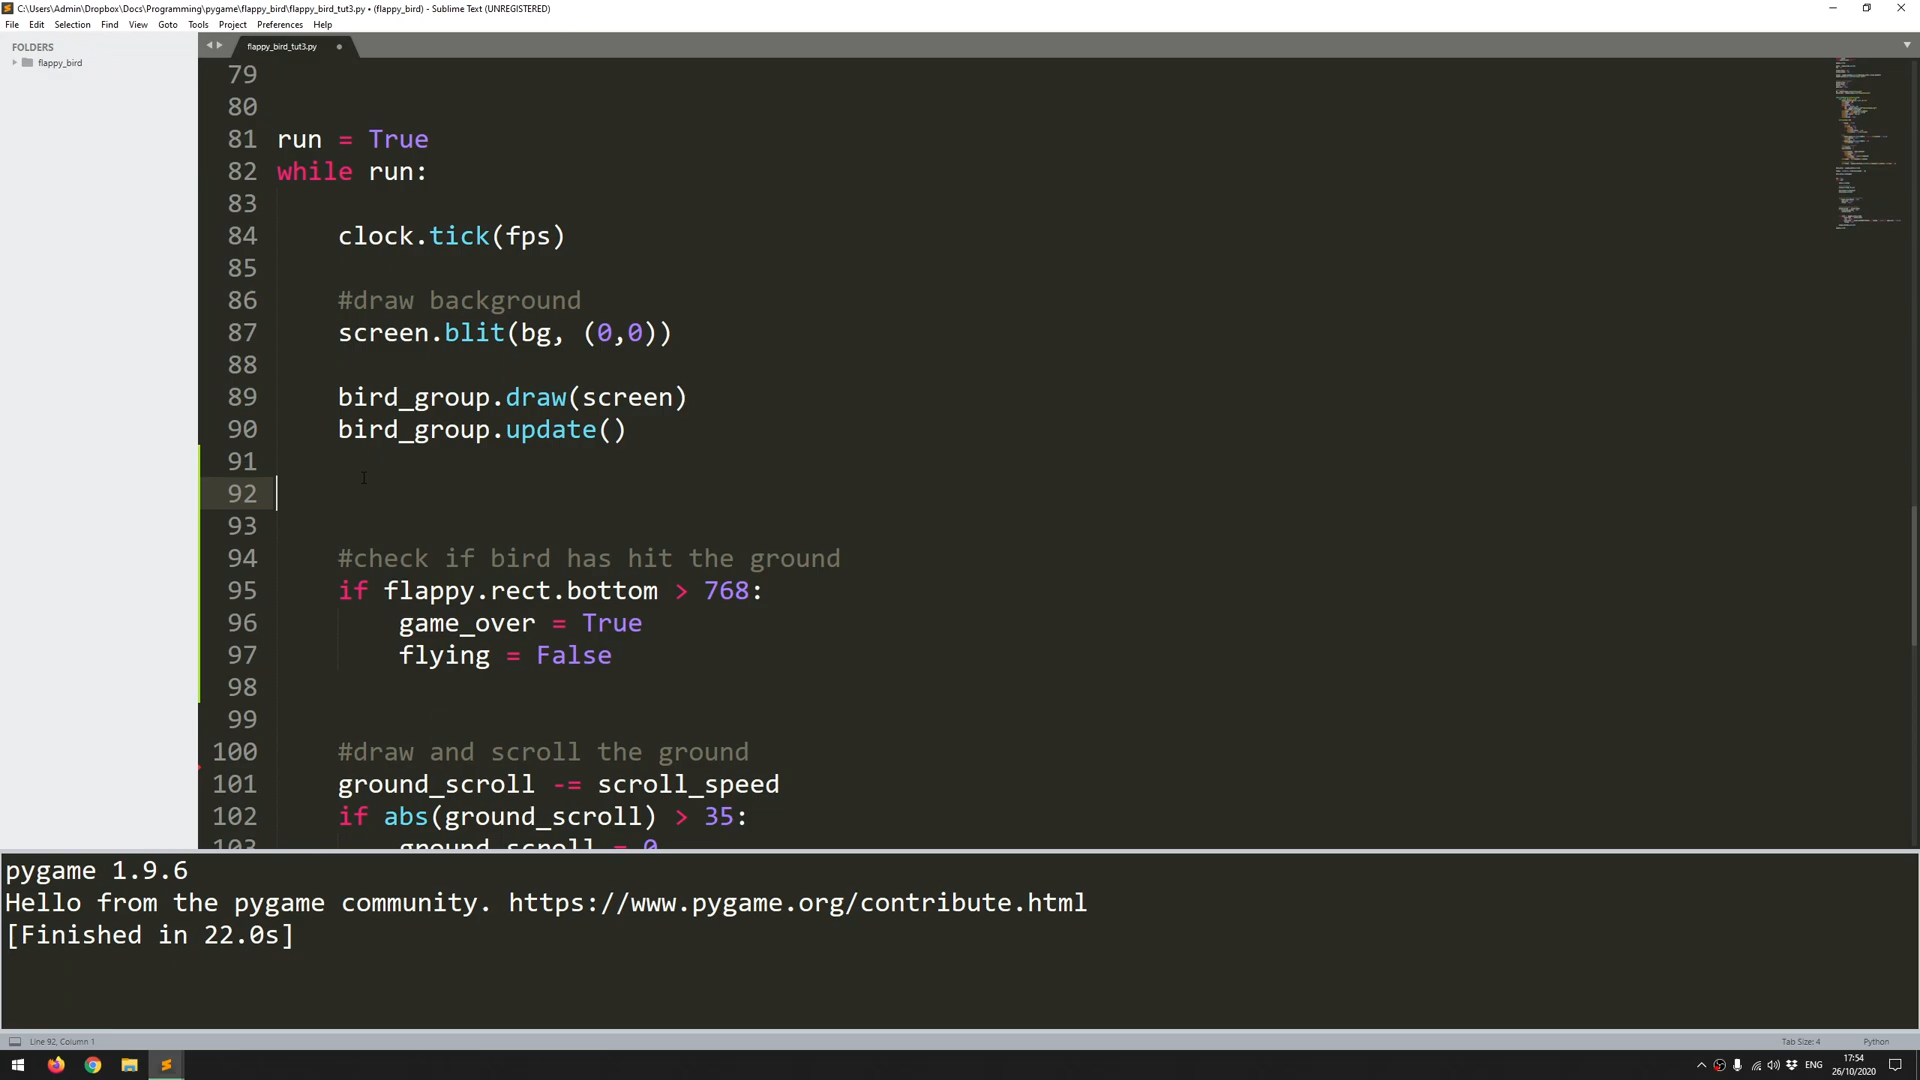 C:\Users\Admin\Dropbox\Docs\Programming\pygame\flappy_bird\flappy_bird_tut3.py • (flappy_bird) - Sublime Text (UNREGISTERED)
File Edit Selection Find View Goto Tools Project Preferences Help
FOLDERS
flappy_bird
flappy_bird_tut3.py
79
80
81 run = True
82 while run:
83
84 clock.tick(fps)
85
86 #draw background
87 screen.blit(bg, (0,0))
88
89 bird_group.draw(screen)
90 bird_group.update()
91
92
93
94 #check if bird has hit the ground
95 if flappy.rect.bottom > 768:
96 game_over = True
97 flying = False
98
99
100 #draw and scroll the ground
101 ground_scroll -= scroll_speed
102 if abs(ground_scroll) > 35:
103 ground_scroll = 0
pygame 1.9.6
Hello from the pygame community. https://www.pygame.org/contribute.html
[Finished in 22.0s]
Line 92, Column 1
Tab Size: 4
Python
ENG
17:54
26/10/2020